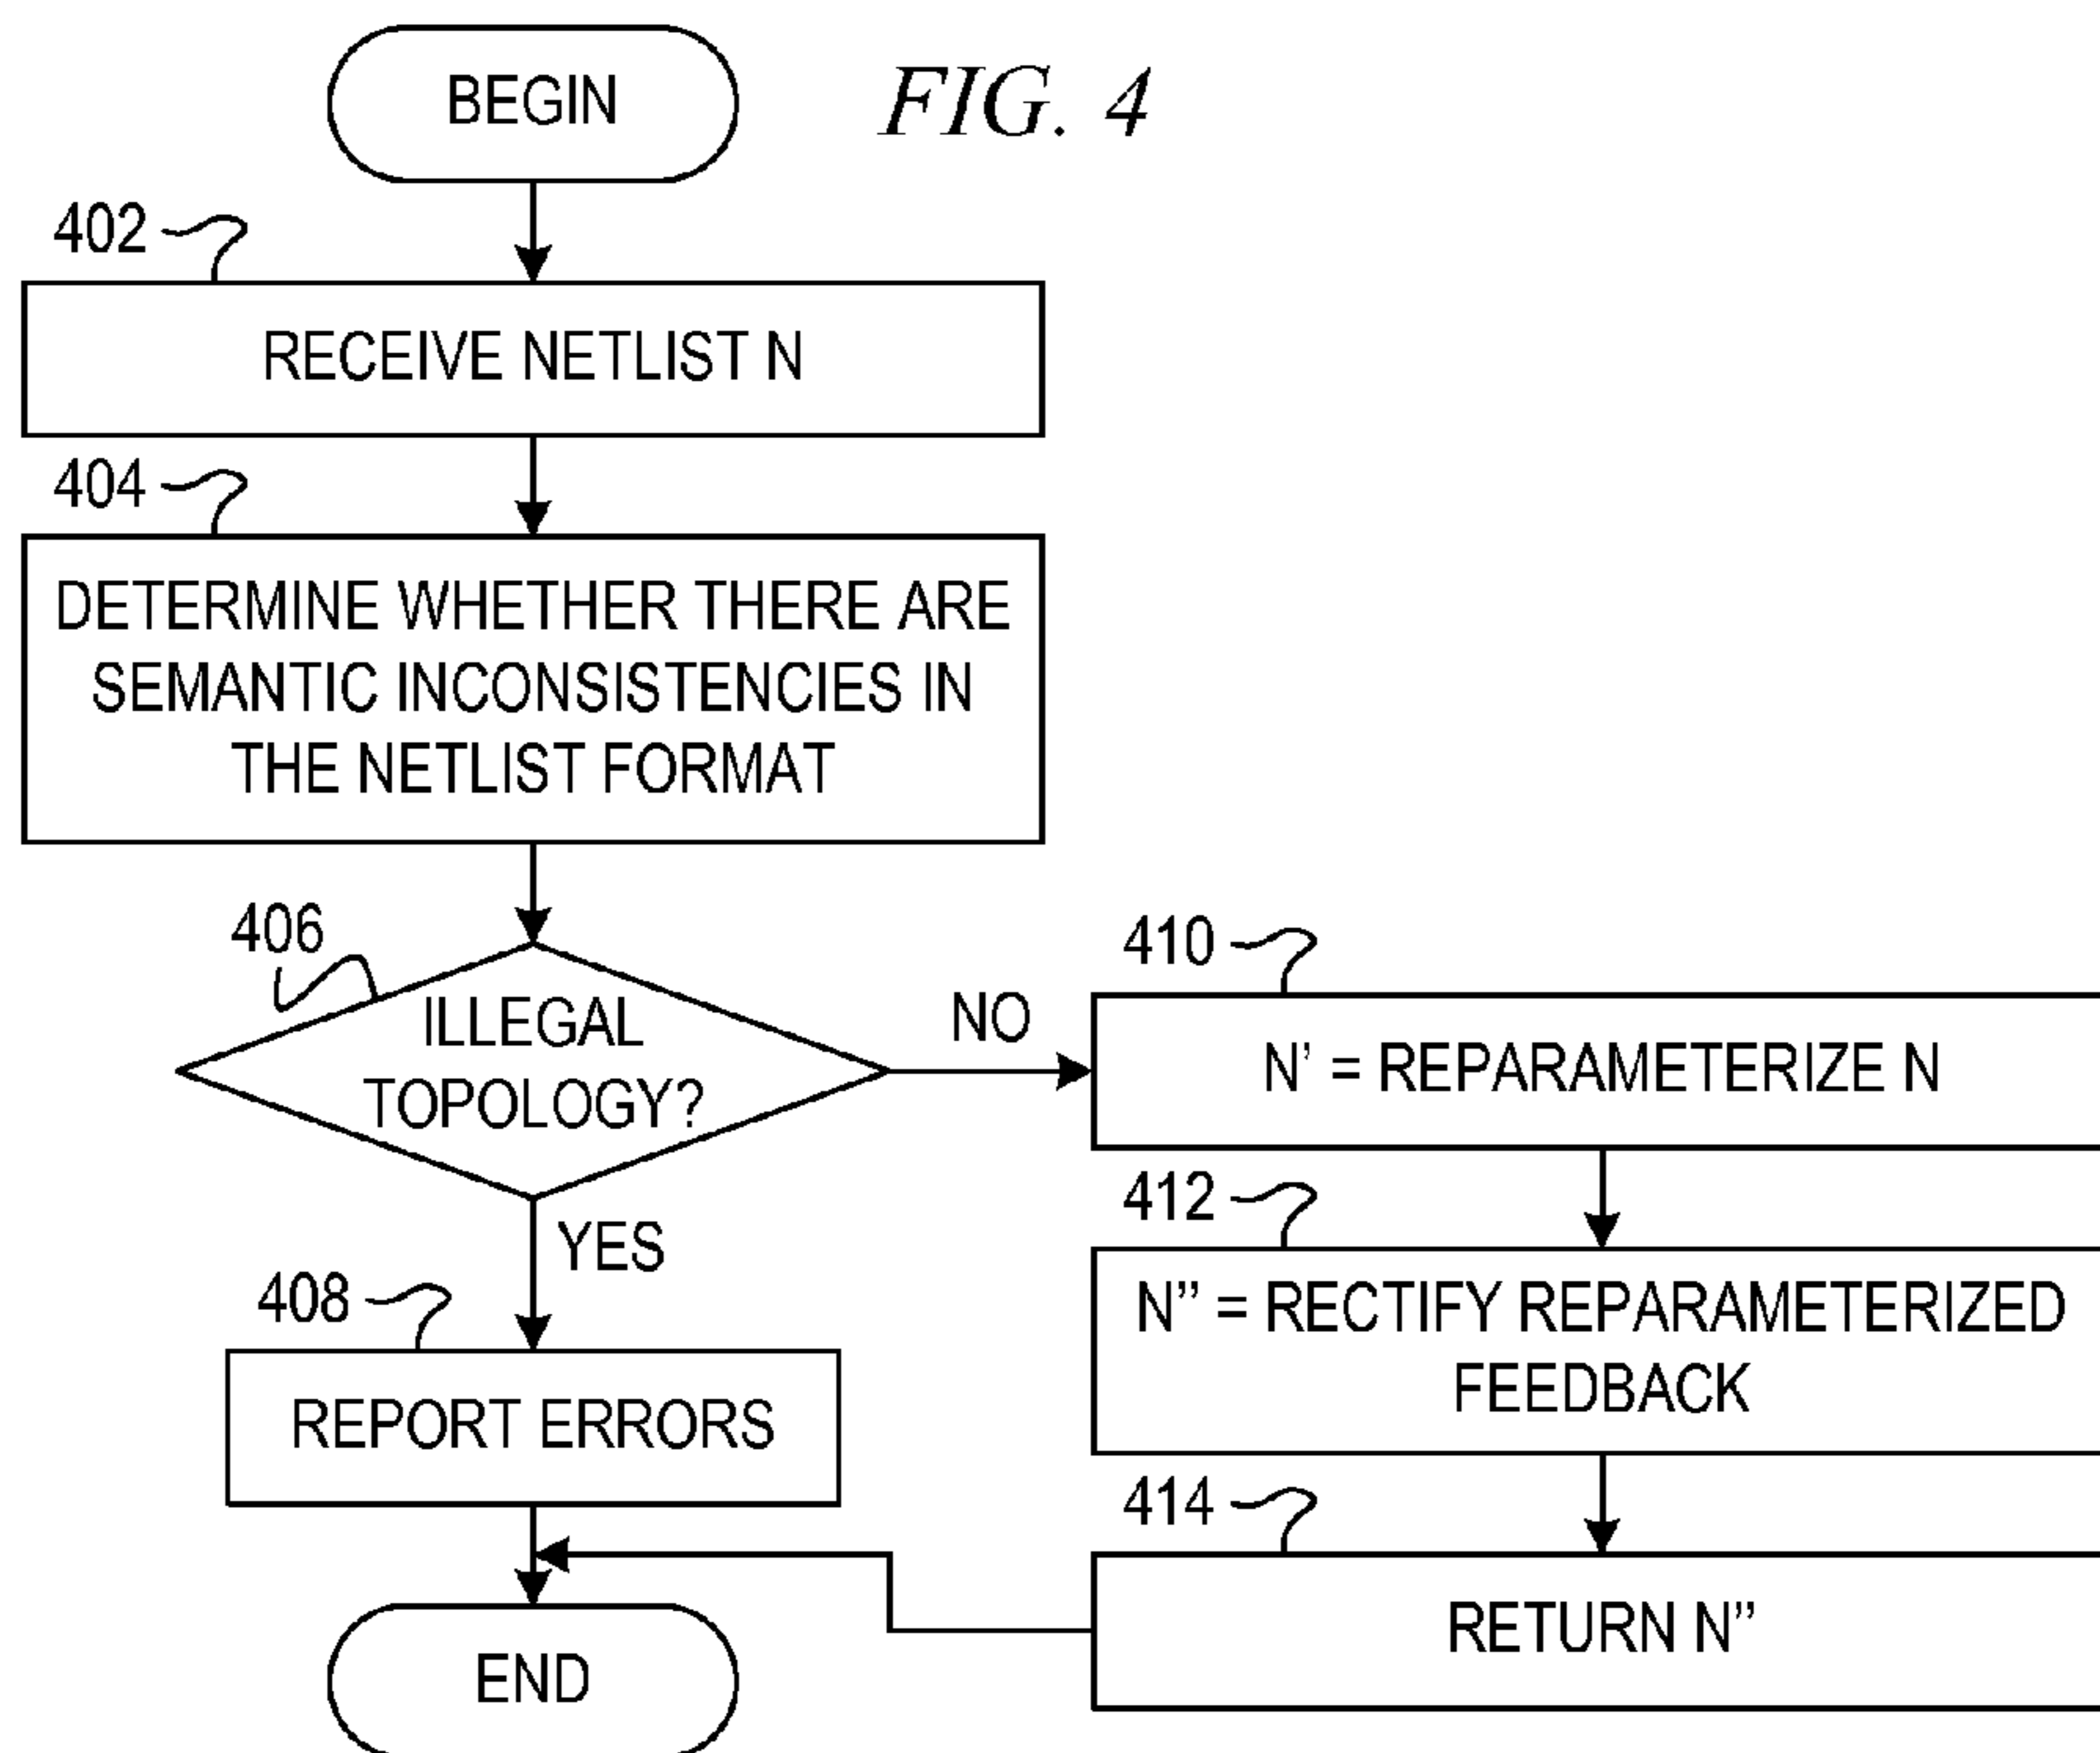 BEGIN
FIG. 4
402
RECEIVE NETLIST N
404
DETERMINE WHETHER THERE ARE
SEMANTIC INCONSISTENCIES IN
THE NETLIST FORMAT
406
ILLEGAL
TOPOLOGY?
NO
YES
408
REPORT ERRORS
410
N' = REPARAMETERIZE N
412
N” = RECTIFY REPARAMETERIZED
FEEDBACK
414
RETURN N”
END